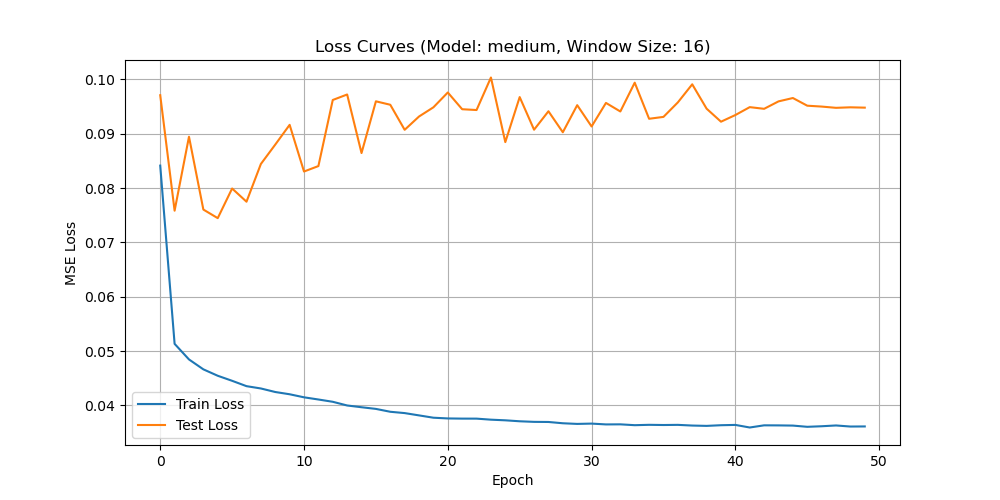 Loss Curves (Model: medium, Window Size: 16)
MSE Loss
0.10
0.09
0.08
0.07
0.06
0.05
0.04
Train Loss
Test Loss
0 10 20 30 40 50
Epoch